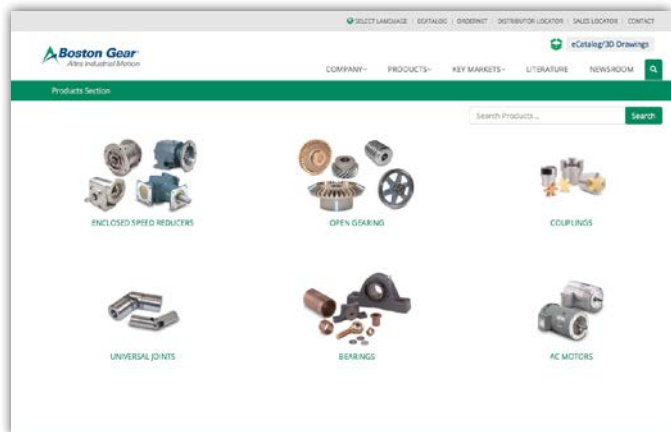 SELECT LANGUAGE | ECATALOG | ORDERNET | DISTRIBUTOR LOCATOR | SALES LOCATOR | CONTACT
Boston Gear
Altra Industrial Motion
eCatalog/3D Drawings
COMPANY PRODUCTS KEY MARKETS LITERATURE NEWSROOM
Products Section
Search Products... Search
ENCLOSED SPEED REDUCERS OPEN GEARING COUPLINGS
UNIVERSAL JOINTS BEARINGS AC MOTORS